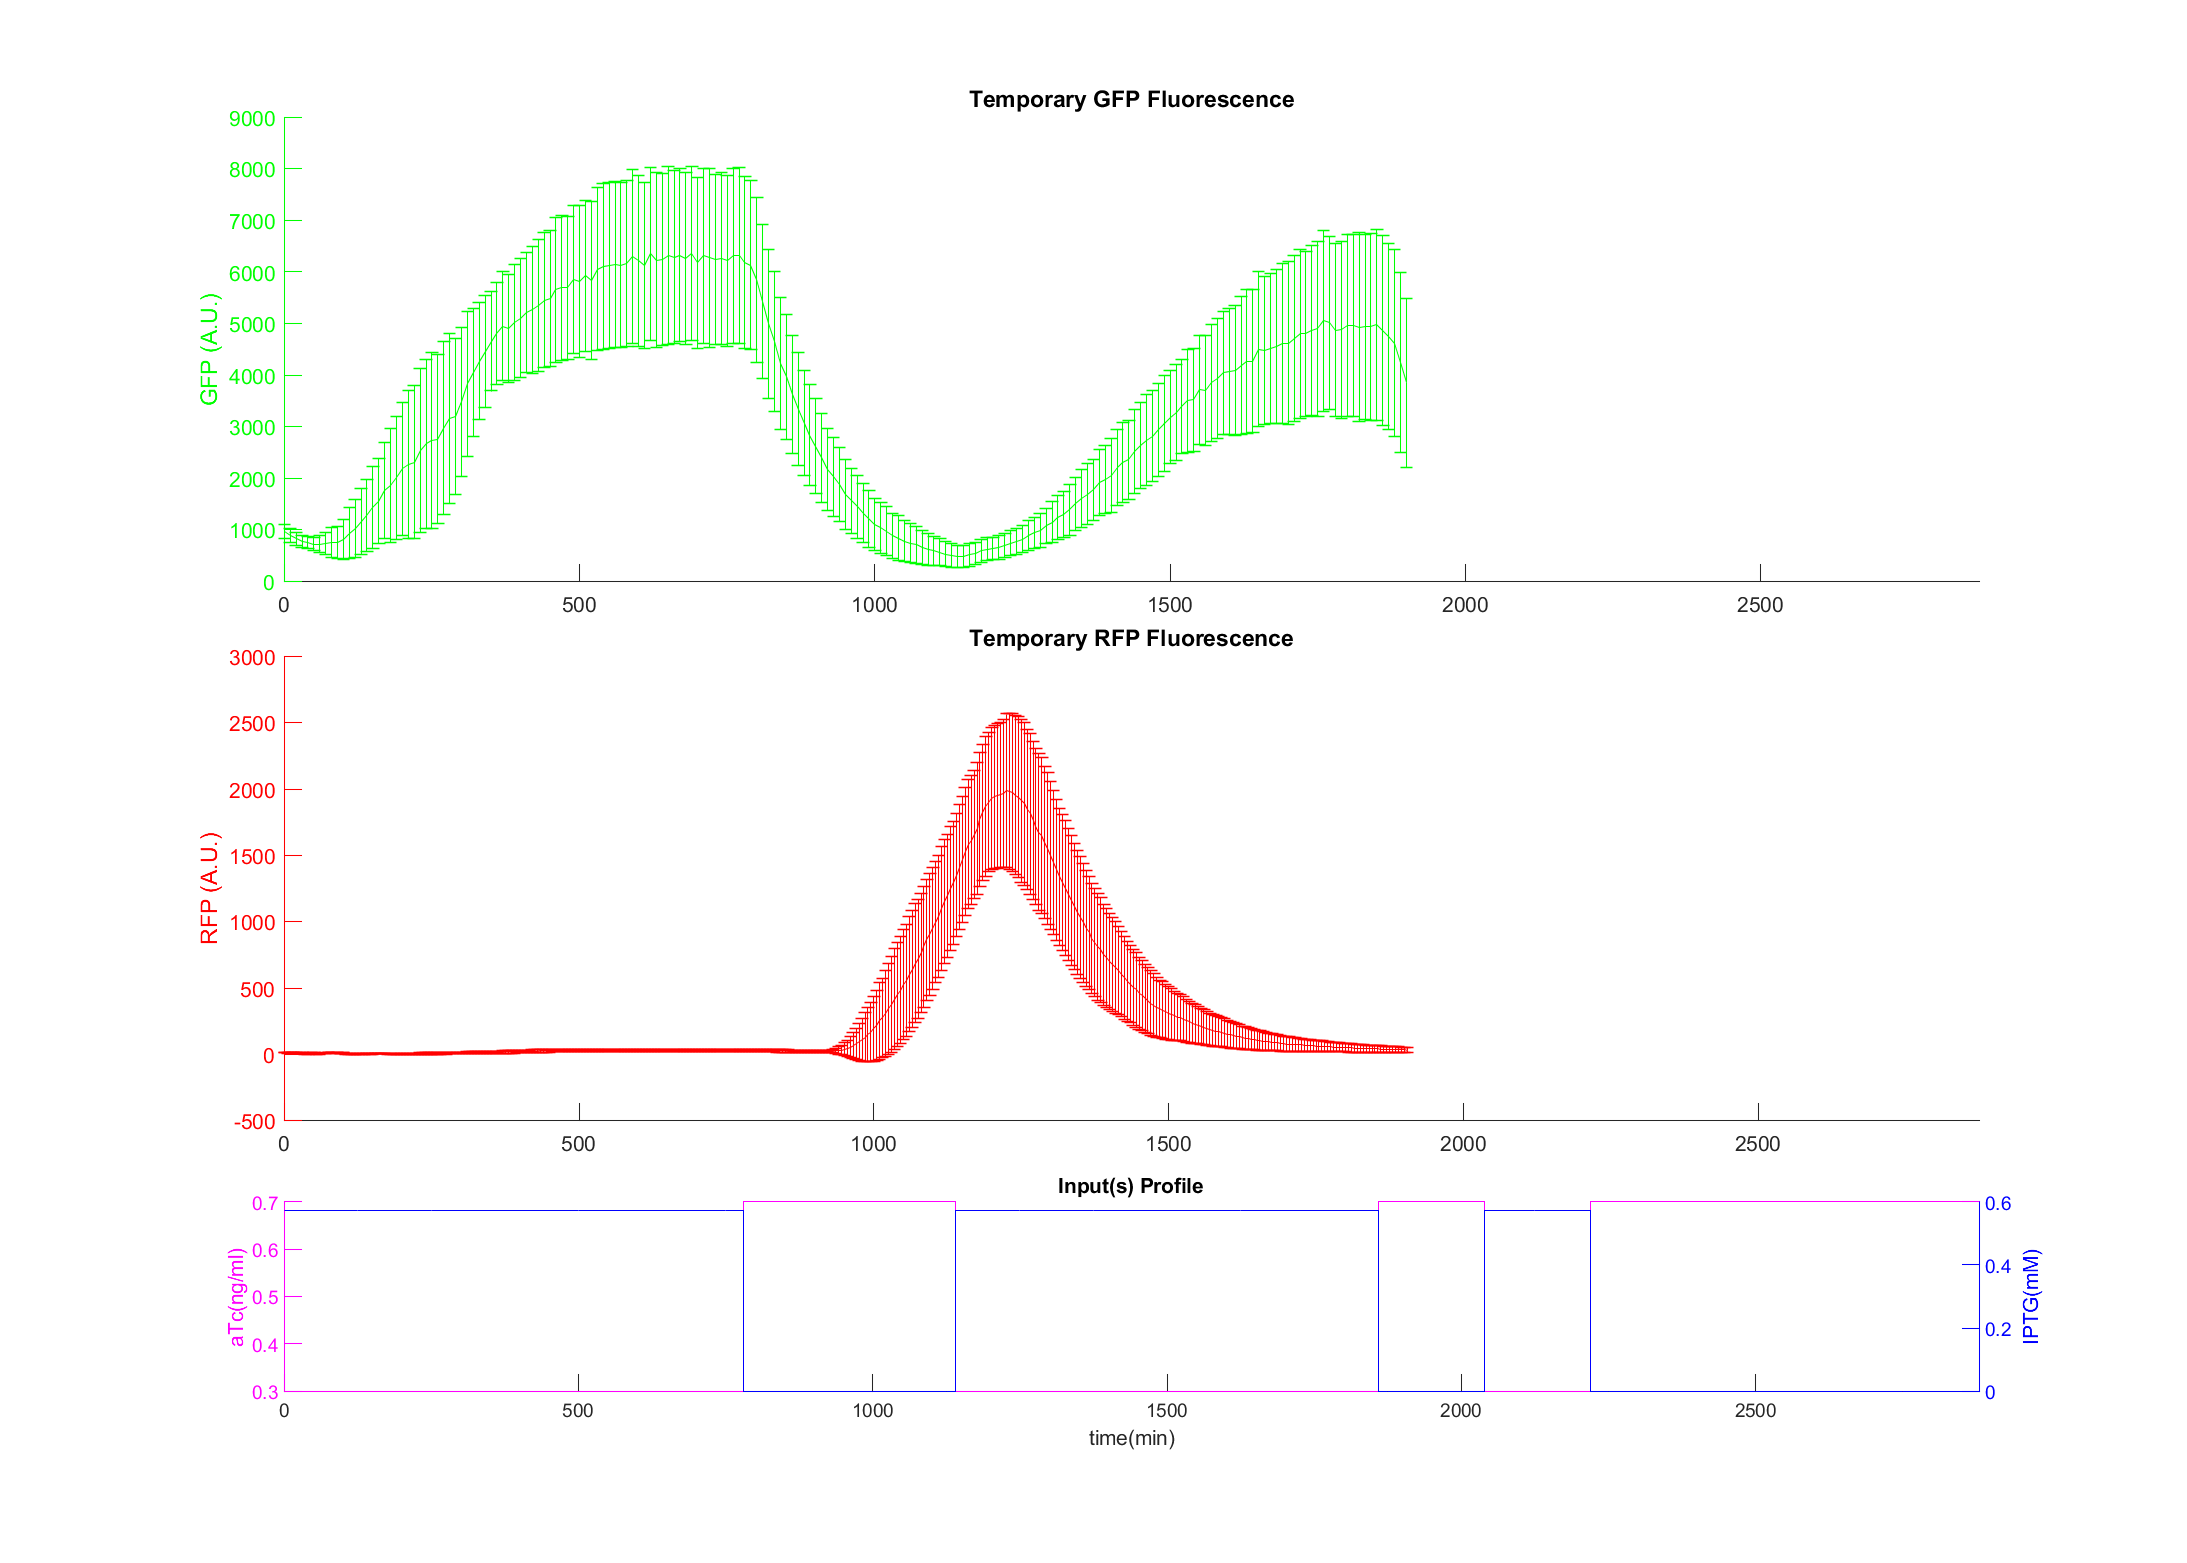 Temporary GFP Fluorescence
9000
8000
7000
6000
5000
4000
3000
2000
1000
0
GFP (A.U.)
0 500 1000 1500 2000 2500
Temporary RFP Fluorescence
3000
2500
2000
1500
1000
500
0
-500
RFP (A.U.)
0 500 1000 1500 2000 2500
Input(s) Profile
0.7
0.6
0.5
0.4
0.3
aTc(ng/ml)
0.6
0.4
0.2
0
IPTG(mM)
0 500 1000 1500 2000 2500
time(min)